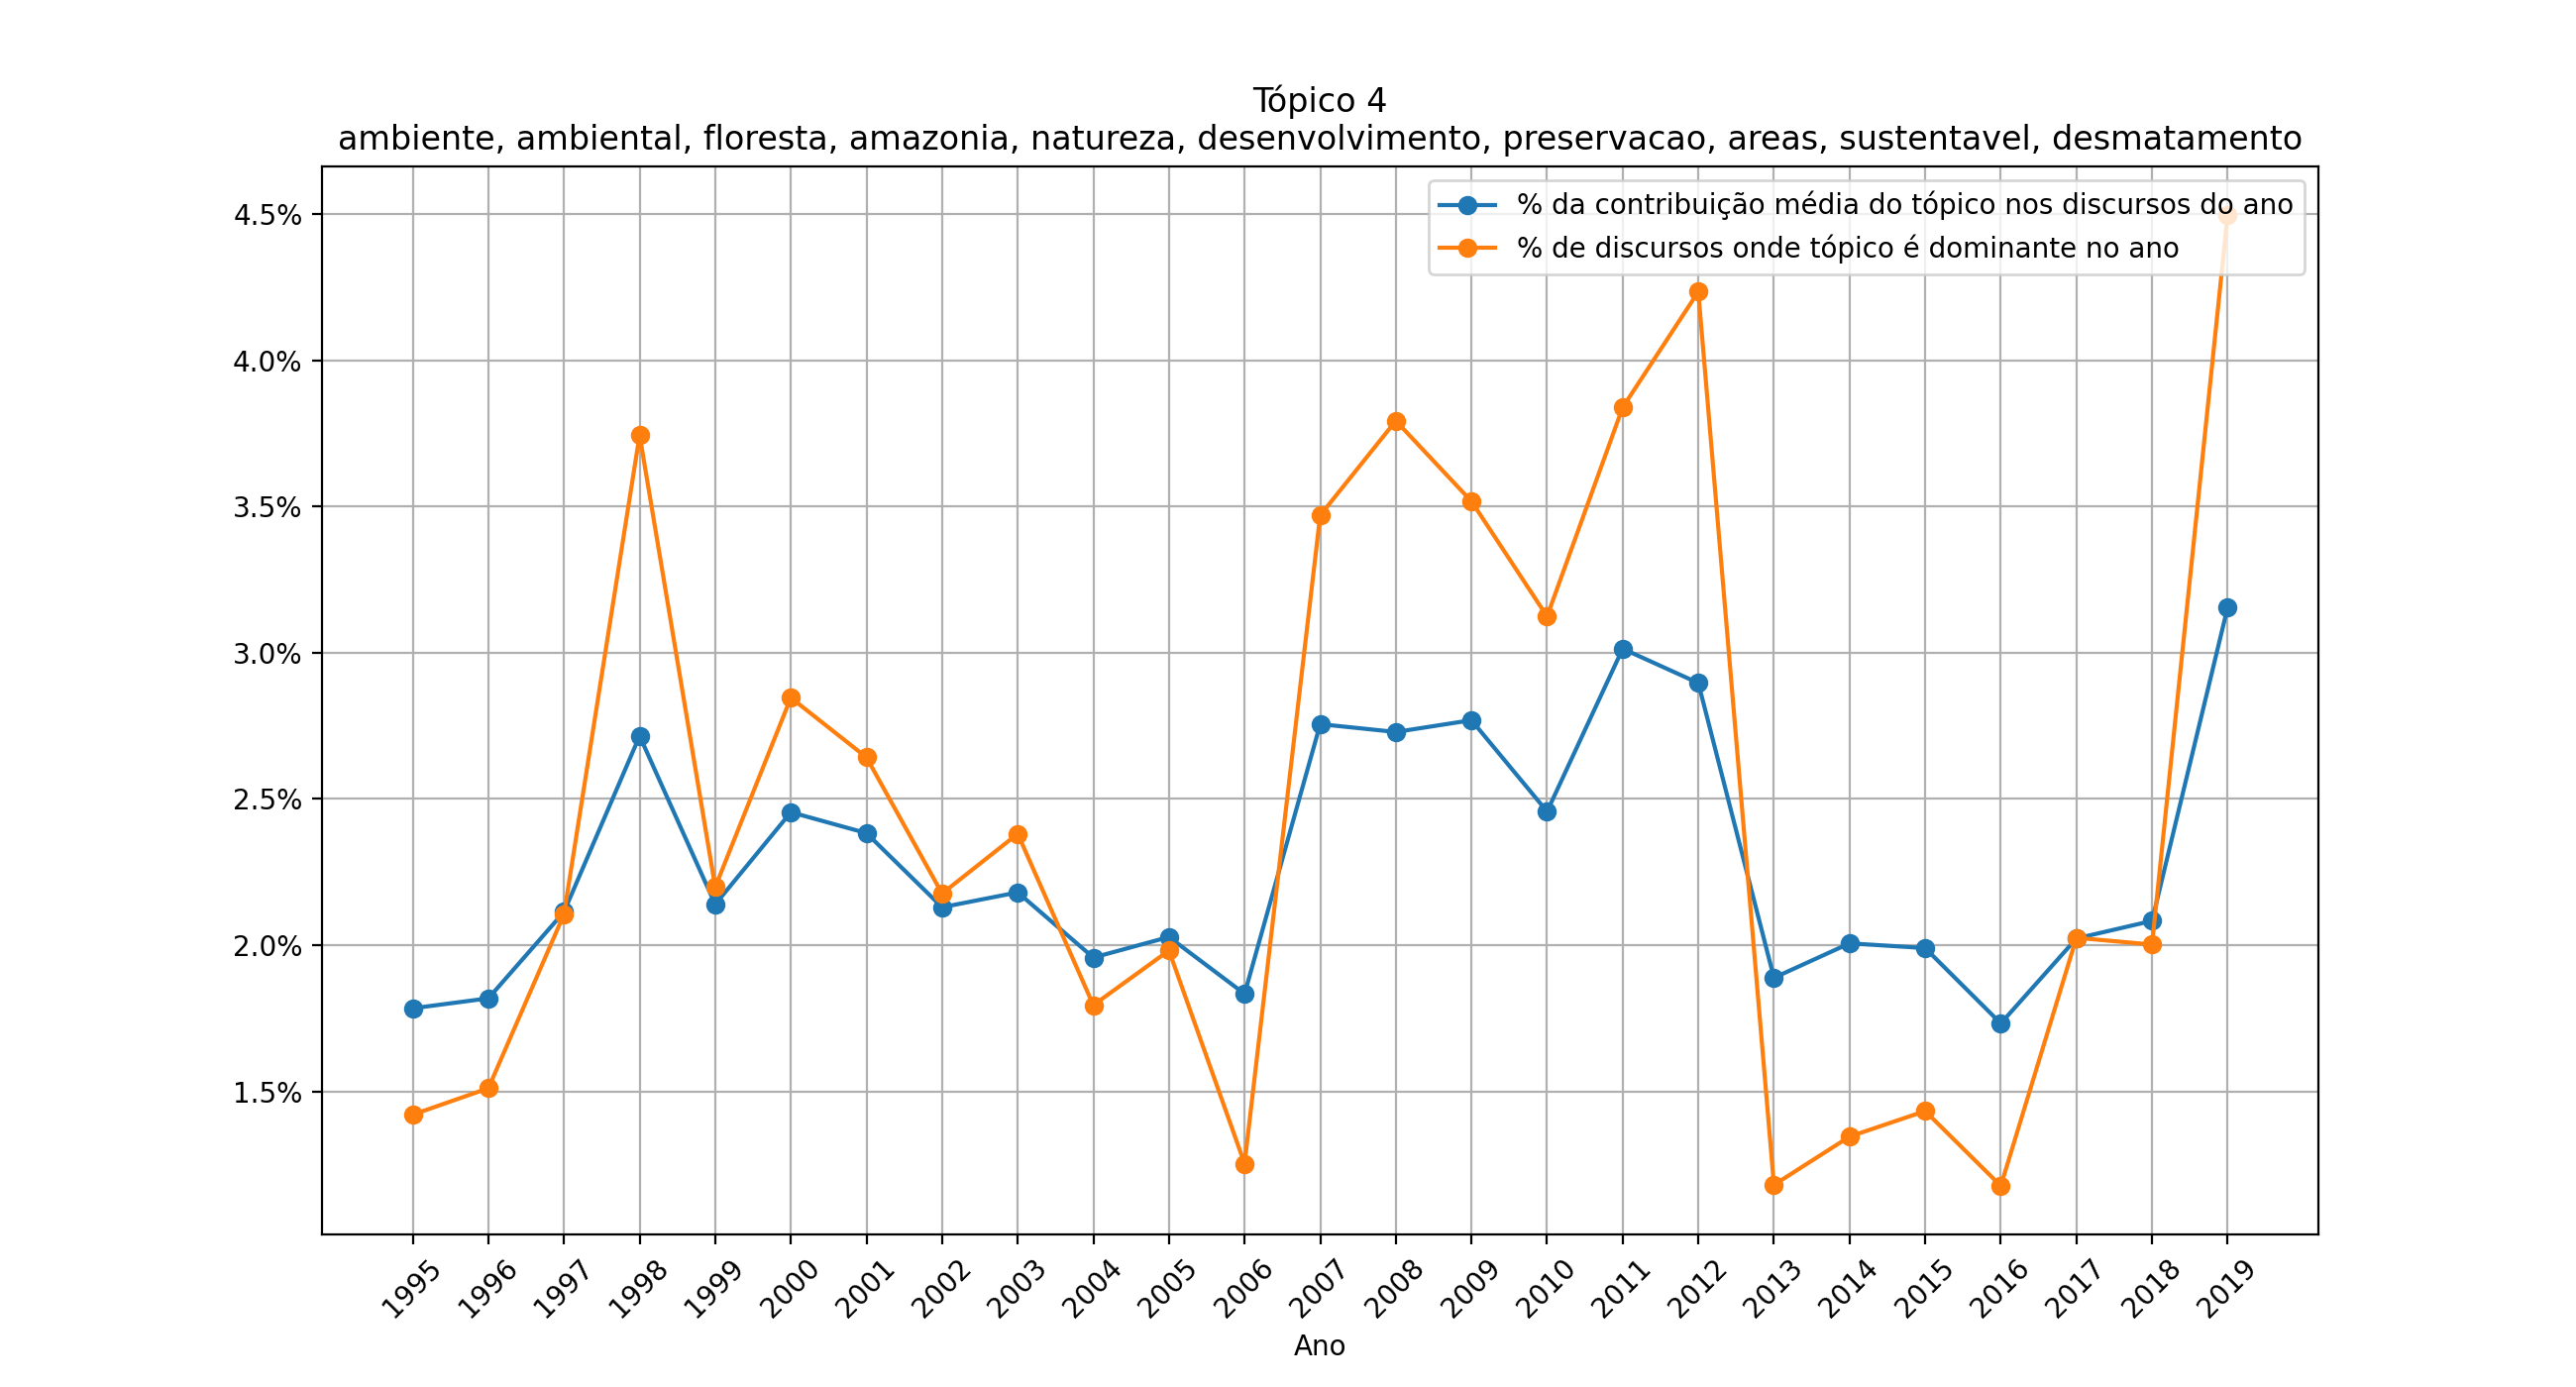 Tópico 4
ambiente, ambiental, floresta, amazonia, natureza, desenvolvimento, preservacao, areas, sustentavel, desmatamento
% da contribuição média do tópico nos discursos do ano
% de discursos onde tópico é dominante no ano
4.5%
4.0%
3.5%
3.0%
2.5%
2.0%
1.5%
1995 1996 1997 1998 1999 2000 2001 2002 2003 2004 2005 2006 2007 2008 2009 2010 2011 2012 2013 2014 2015 2016 2017 2018 2019
Ano